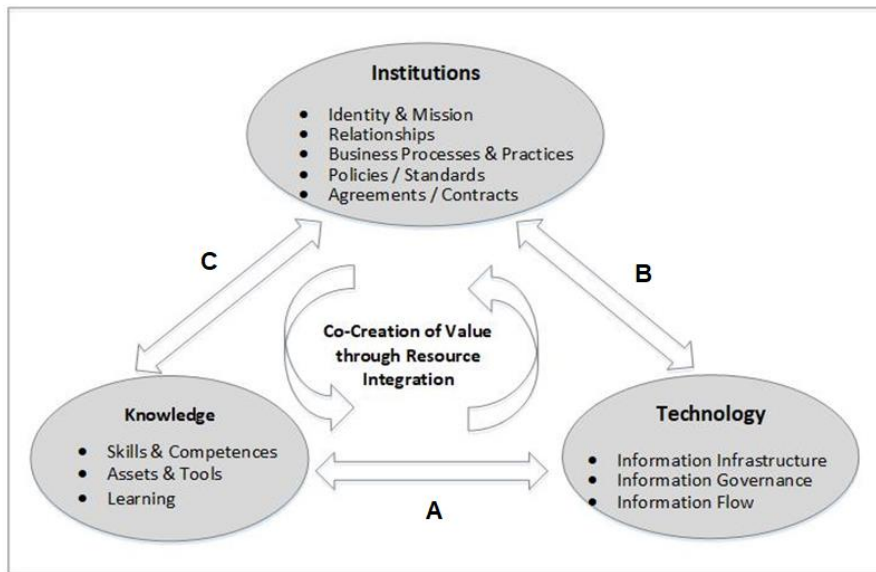 Institutions
• Identity & Mission
• Relationships
• Business Processes & Practices
• Policies / Standards
• Agreements / Contracts
C
B
Co-Creation of Value
through Resource
Integration
Knowledge
• Skills & Competences
• Assets & Tools
• Learning
Technology
• Information Infrastructure
• Information Governance
• Information Flow
A